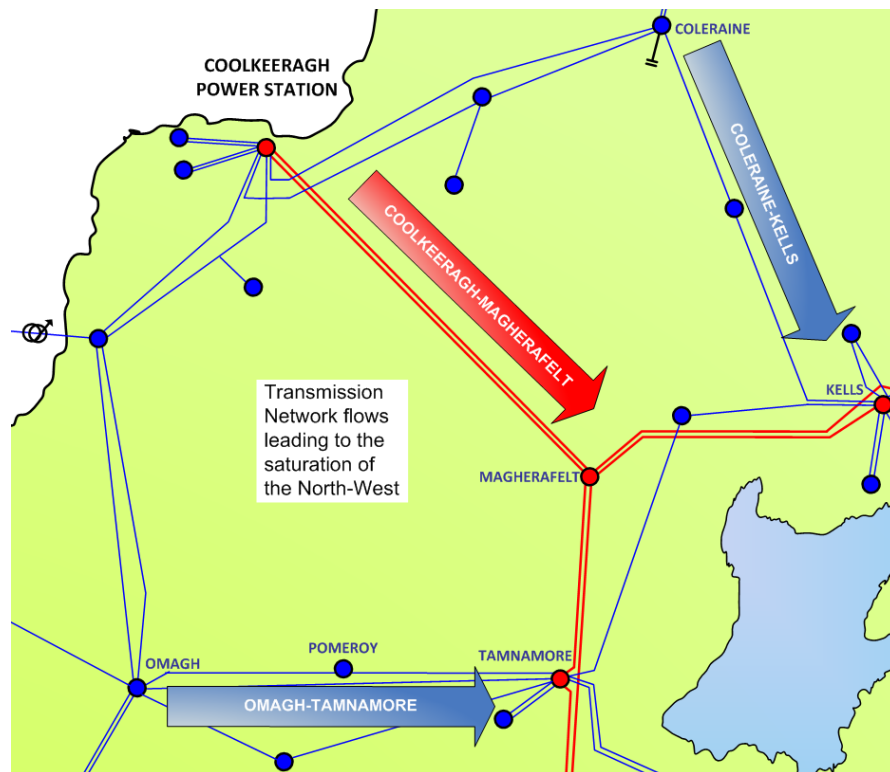 COLERAINE
COOLKEERAGH
POWER STATION
COLERAINE-KELLS
COOLKEERAGH-MAGHERAFELT
Transmission
Network flows
leading to the
saturation of
the North-West
KELLS
MAGHERAFELT
POMEROY
TAMNAMORE
OMAGH
OMAGH-TAMNAMORE